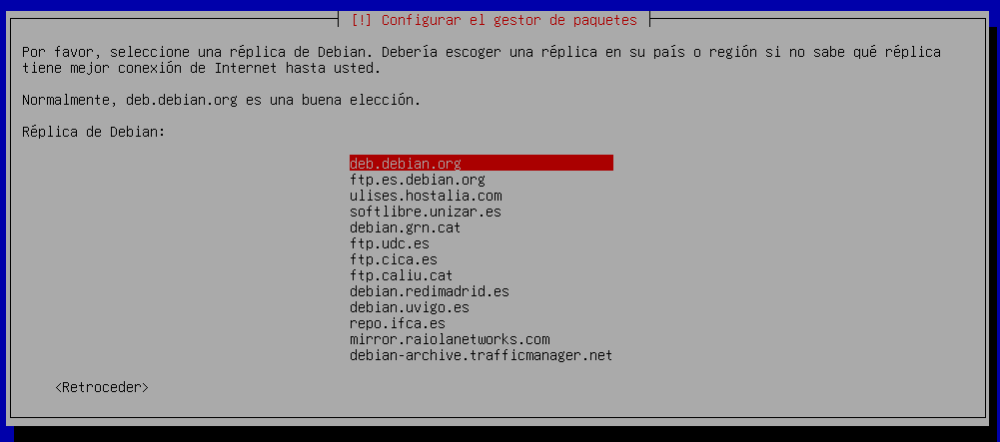 [!] Configurar el gestor de paquetes
Por favor, seleccione una réplica de Debian. Debería escoger una réplica en su país o región si no sabe qué réplica
tiene mejor conexión de Internet hasta usted.
Normalmente, deb.debian.org es una buena elección.
Réplica de Debian:
deb.debian.org
ftp.es.debian.org
ulises.hostalia.com
softlibre.unizar.es
debian.grn.cat
ftp.udc.es
ftp.cica.es
ftp.caliu.cat
debian.redimadrid.es
debian.uvigo.es
repo.ifca.es
mirror.raiolanetworks.com
debian-archive.trafficmanager.net
<Retroceder>